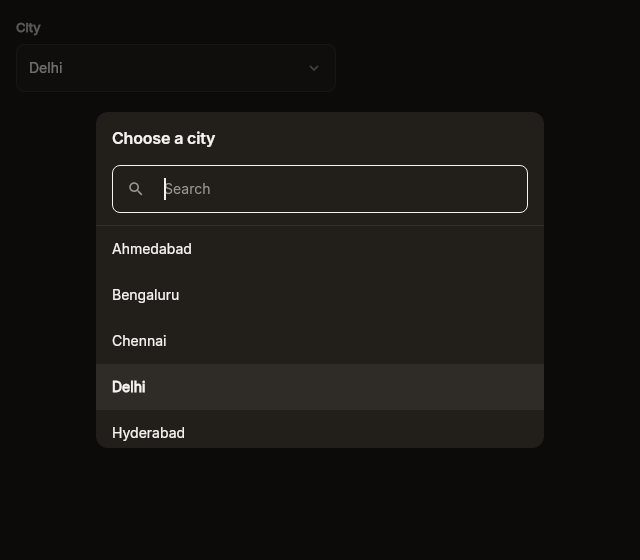 City
Delhi
Choose a city
Search
Ahmedabad
Bengaluru
Chennai
Delhi
Hyderabad